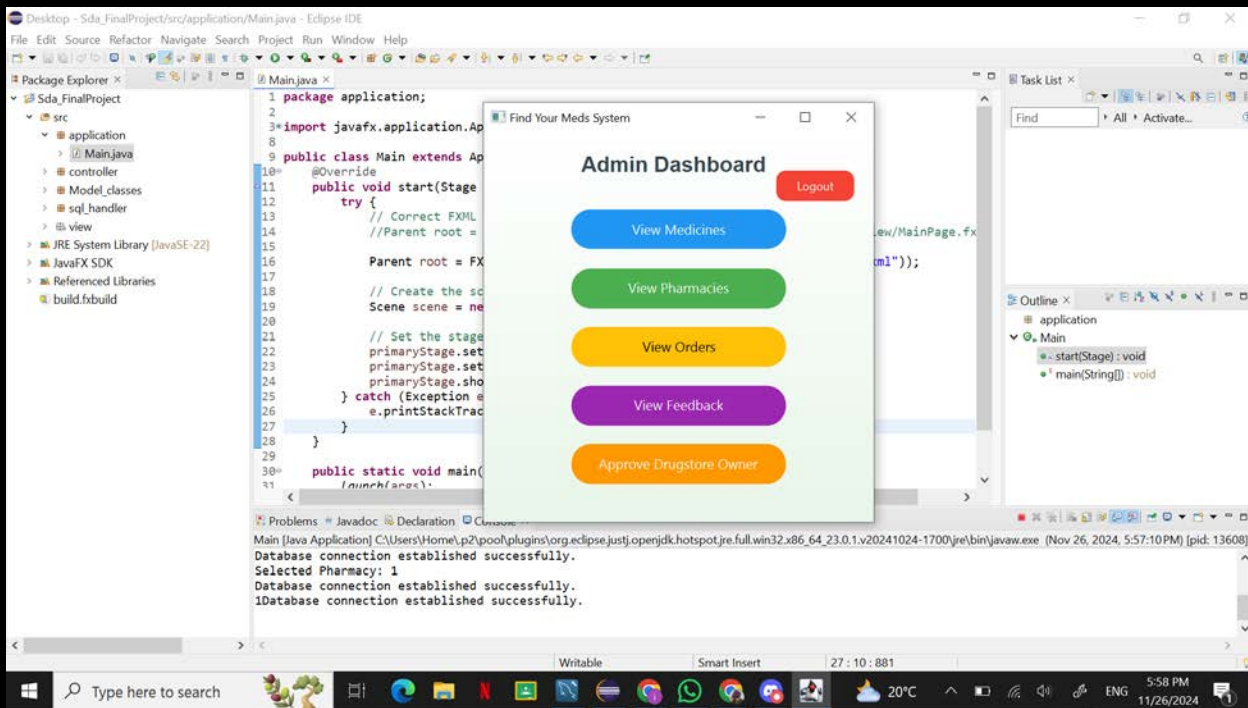 Desktop - Sda_FinalProject/src/application/Main.java - Eclipse IDE
File Edit Source Refactor Navigate Search Project Run Window Help
Package Explorer
Sda_FinalProject
src
application
Main.java
controller
Model_classes
sql_handler
view
JRE System Library [JavaSE-22]
JavaFX SDK
Referenced Libraries
build.fxbuild
Main.java
1 package application;
2
3 import javafx.application.Ap
8
9 public class Main extends Ap
10 @Override
11 public void start(Stage
12 try {
13 // Correct FXML
14 //Parent root = ew/MainPage.fx
15
16 Parent root = FX ml"));
17
18 // Create the sc
19 Scene scene = ne
20
21 // Set the stage
22 primaryStage.set
23 primaryStage.set
24 primaryStage.sho
25 } catch (Exception e
26 e.printStackTrac
27 }
28 }
29
30 public static void main(
31 launch(args);
Find Your Meds System
Admin Dashboard
Logout
View Medicines
View Pharmacies
View Orders
View Feedback
Approve Drugstore Owner
Task List
Find All Activate...
Outline
application
Main
start(Stage) : void
main(String[]) : void
Problems Javadoc Declaration
Main [Java Application] C:\Users\Home\.p2\pool\plugins\org.eclipse.justj.openjdk.hotspot.jre.full.win32.x86_64_23.0.1.v20241024-1700\jre\bin\javaw.exe (Nov 26, 2024, 5:57:10 PM) [pid: 13608]
Database connection established successfully.
Selected Pharmacy: 1
Database connection established successfully.
1Database connection established successfully.
Writable Smart Insert 27 : 10 : 881
Type here to search
20°C
ENG
5:58 PM
11/26/2024